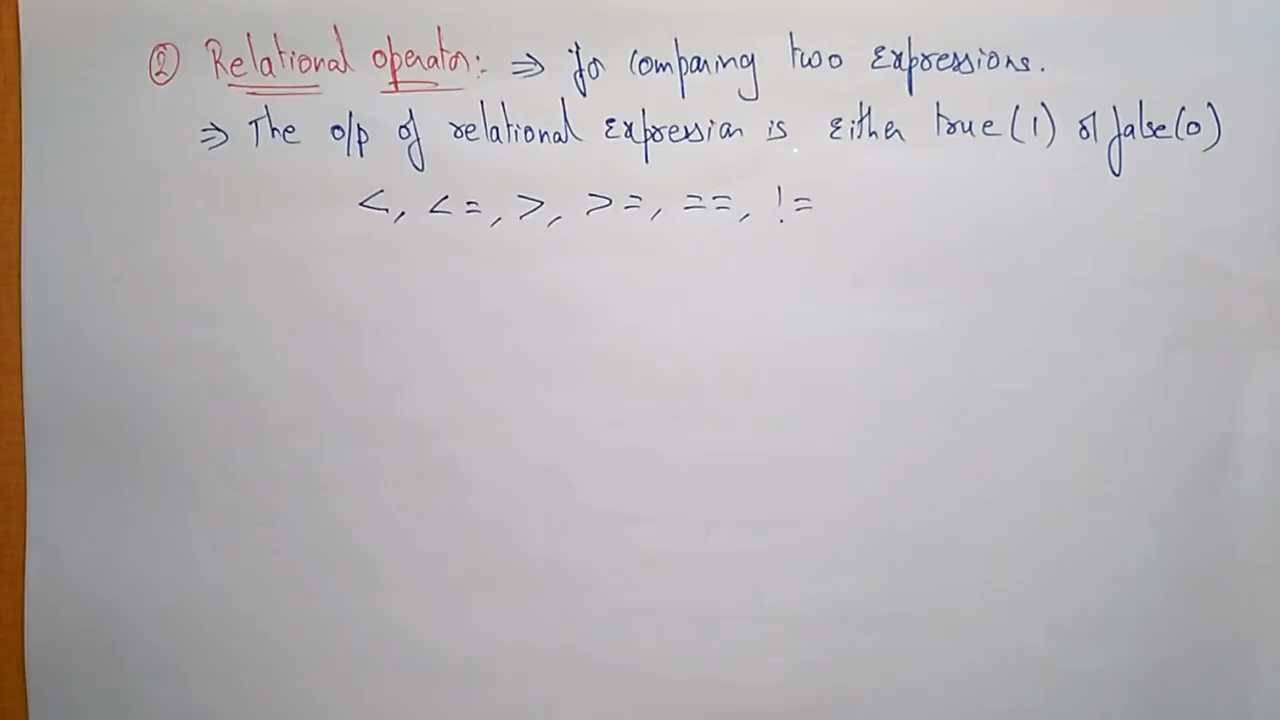 ② Relational operator: ⇒ for comparing two expressions.
⇒ The o/p of relational expression is either true(1) or false(0)
<, <=, >, >=, ==, !=